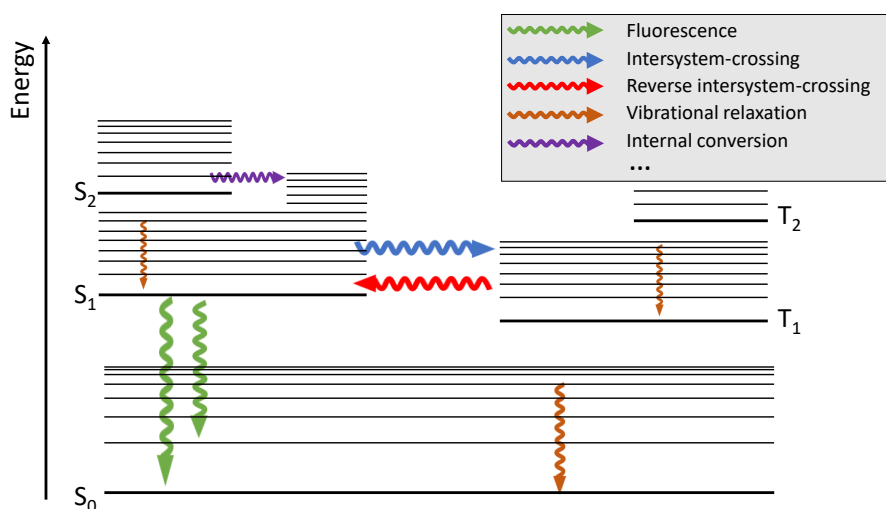 Energy
Fluorescence
Intersystem-crossing
Reverse intersystem-crossing
Vibrational relaxation
Internal conversion
...
S₂
T₂
S₁
T₁
S₀